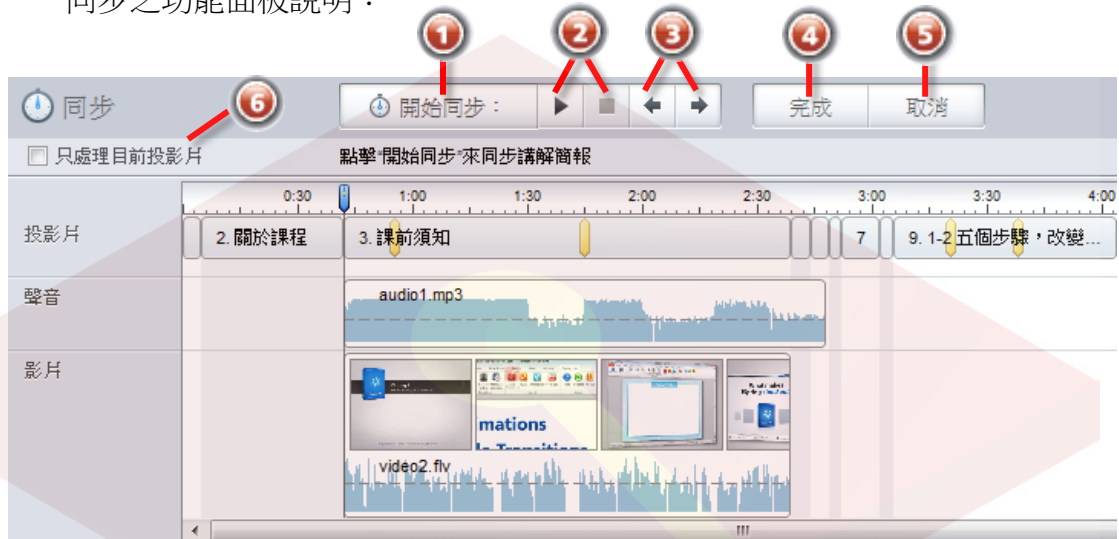 同步之功能面板說明：
1 2 3 4 5
同步 6 開始同步： 完成 取消
只處理目前投影片 點擊"開始同步"來同步講解簡報
0:30 1:00 1:30 2:00 2:30 3:00 3:30 4:00
投影片 2. 關於課程 3. 課前須知 7 9. 1-2 五個步驟，改變...
聲音 audio1.mp3
影片
mations
video2.flv